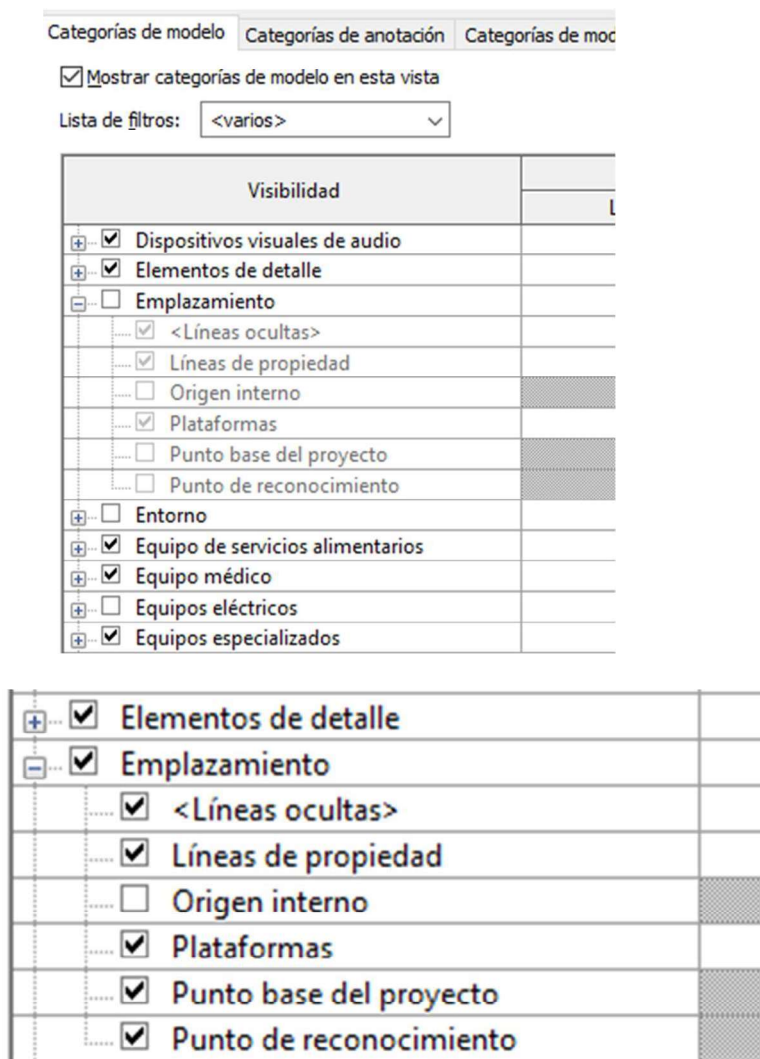 Categorías de modelo Categorías de anotación Categorías de mod
Mostrar categorías de modelo en esta vista
Lista de filtros: <varios>
Visibilidad
L
Dispositivos visuales de audio
Elementos de detalle
Emplazamiento
<Líneas ocultas>
Líneas de propiedad
Origen interno
Plataformas
Punto base del proyecto
Punto de reconocimiento
Entorno
Equipo de servicios alimentarios
Equipo médico
Equipos eléctricos
Equipos especializados
Elementos de detalle
Emplazamiento
<Líneas ocultas>
Líneas de propiedad
Origen interno
Plataformas
Punto base del proyecto
Punto de reconocimiento